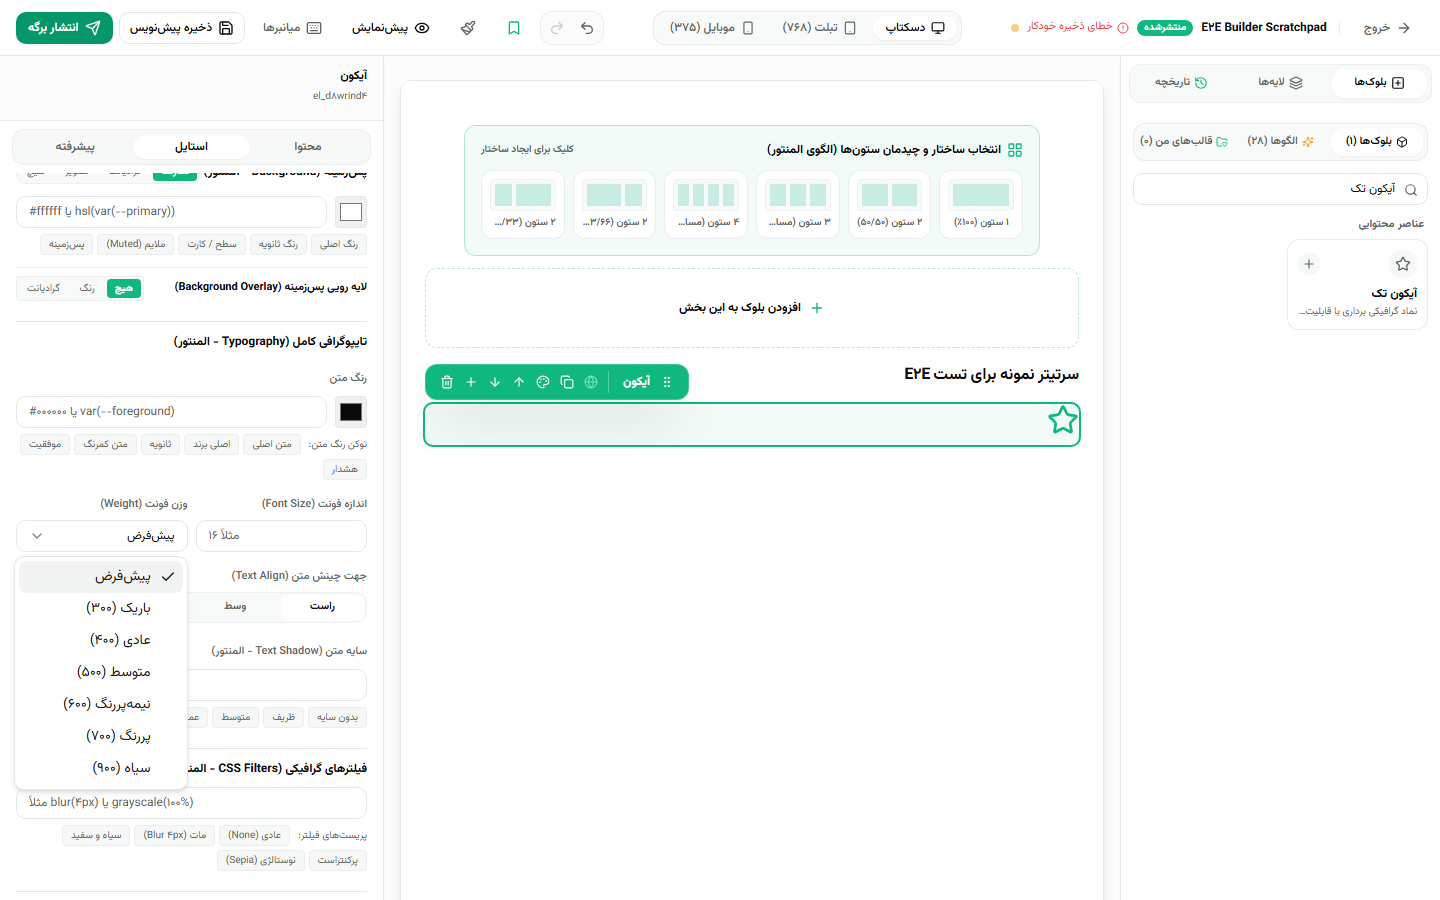 خروج
E2E Builder Scratchpad
منتشرشده
خطای ذخیره خودکار
دسکتاپ
تبلت (۷۶۸)
موبایل (۳۷۵)
پیش‌نمایش
میانبرها
ذخیره پیش‌نویس
انتشار برگه
بلوک‌ها
لایه‌ها
تاریخچه
بلوک‌ها (۱)
الگوها (۲۸)
قالب‌های من (۰)
آیکون تک
عناصر محتوایی
آیکون تک
نماد گرافیکی برداری با قابلیت...
انتخاب ساختار و چیدمان ستون‌ها (الگوی المنتور)
کلیک برای ایجاد ساختار
۱ ستون (۱۰۰٪)
۲ ستون (۵۰/۵۰)
۳ ستون (مسا...
۴ ستون (مسا...
۲ ستون (۳/۶۶...
۲ ستون (/۳۳...
افزودن بلوک به این بخش
سرتیتر نمونه برای تست E2E
آیکون
آیکون
el_d8wrind4
محتوا
استایل
پیشرفته
#ffffff یا hsl(var(--primary))
رنگ اصلی
رنگ ثانویه
سطح / کارت
ملایم (Muted)
پس‌زمینه
لایه رویی پس‌زمینه (Background Overlay)
هیچ
رنگ
گرادیانت
تایپوگرافی کامل (Typography - المنتور)
رنگ متن
#000000 یا var(--foreground)
توکن رنگ متن:
متن اصلی
اصلی برند
ثانویه
متن کمرنگ
موفقیت
هشدار
اندازه فونت (Font Size)
وزن فونت (Weight)
مثلاً ۱۶
پیش‌فرض
پیش‌فرض
باریک (۳۰۰)
عادی (۴۰۰)
متوسط (۵۰۰)
نیمه‌پررنگ (۶۰۰)
پررنگ (۷۰۰)
سیاه (۹۰۰)
جهت چینش متن (Text Align)
راست
وسط
سایه متن (Text Shadow - المنتور)
بدون سایه
ظریف
متوسط
فیلترهای گرافیکی (CSS Filters - المن
مثلاً blur(4px) یا grayscale(100%)
پریست‌های فیلتر:
عادی (None)
مات (Blur 4px)
سیاه و سفید
پرکنتراست
نوستالژی (Sepia)